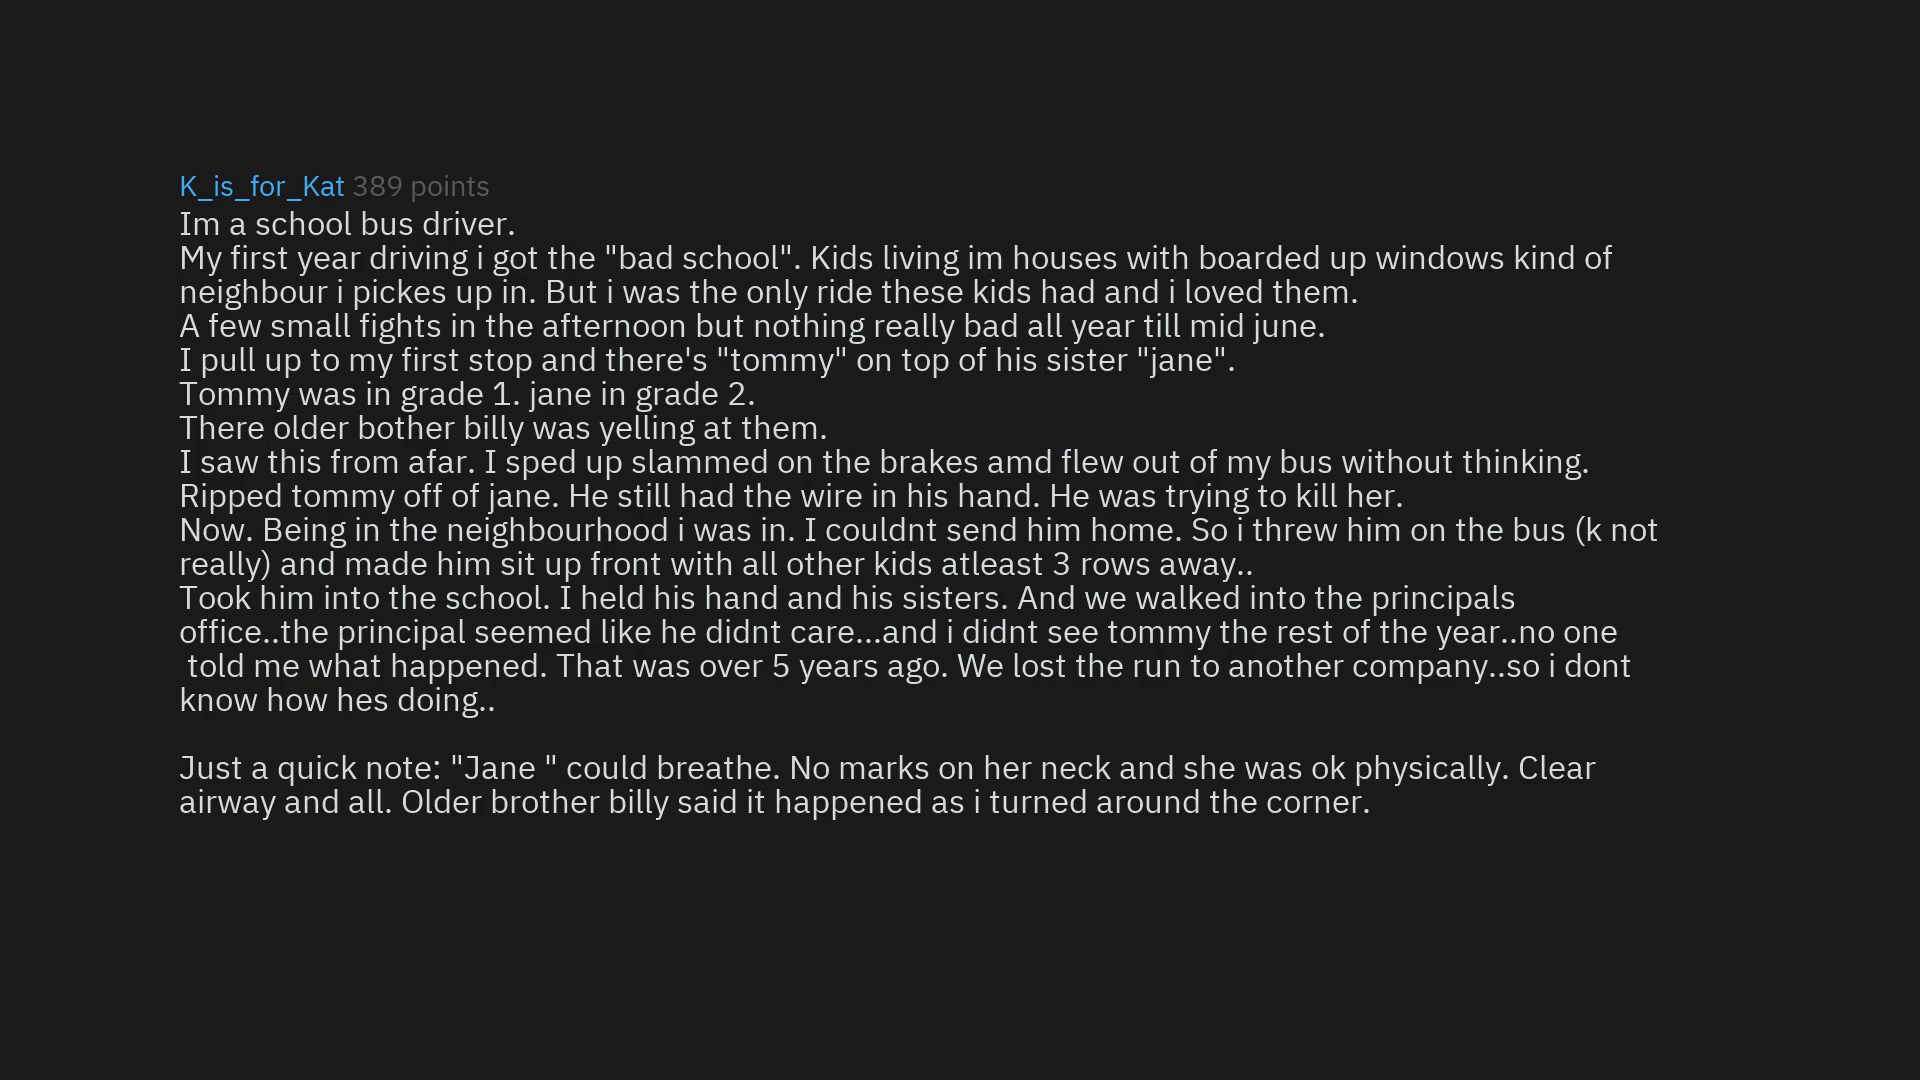 K_is_for_Kat 389 points
Im a school bus driver.
My first year driving i got the "bad school". Kids living im houses with boarded up windows kind of
neighbour i pickes up in. But i was the only ride these kids had and i loved them.
A few small fights in the afternoon but nothing really bad all year till mid june.
I pull up to my first stop and there's "tommy" on top of his sister "jane".
Tommy was in grade 1. jane in grade 2.
There older bother billy was yelling at them.
I saw this from afar. I sped up slammed on the brakes amd flew out of my bus without thinking.
Ripped tommy off of jane. He still had the wire in his hand. He was trying to kill her.
Now. Being in the neighbourhood i was in. I couldnt send him home. So i threw him on the bus (k not
really) and made him sit up front with all other kids atleast 3 rows away..
Took him into the school. I held his hand and his sisters. And we walked into the principals
office..the principal seemed like he didnt care...and i didnt see tommy the rest of the year..no one
told me what happened. That was over 5 years ago. We lost the run to another company..so i dont
know how hes doing..
Just a quick note: "Jane " could breathe. No marks on her neck and she was ok physically. Clear
airway and all. Older brother billy said it happened as i turned around the corner.